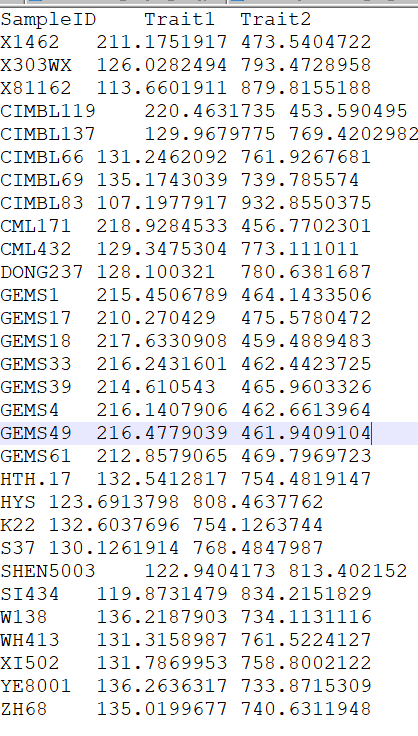 SampleID	Trait1	Trait2
X1462	211.1751917	473.5404722
X303WX	126.0282494	793.4728958
X81162	113.6601911	879.8155188
CIMBL119	220.4631735	453.590495
CIMBL137	129.9679775	769.4202982
CIMBL66	131.2462092	761.9267681
CIMBL69	135.1743039	739.785574
CIMBL83	107.1977917	932.8550375
CML171	218.9284533	456.7702301
CML432	129.3475304	773.111011
DONG237	128.100321	780.6381687
GEMS1	215.4506789	464.1433506
GEMS17	210.270429	475.5780472
GEMS18	217.6330908	459.4889483
GEMS33	216.2431601	462.4423725
GEMS39	214.610543	465.9603326
GEMS4	216.1407906	462.6613964
GEMS49	216.4779039	461.9409104
GEMS61	212.8579065	469.7969723
HTH.17	132.5412817	754.4819147
HYS	123.6913798	808.4637762
K22	132.6037696	754.1263744
S37	130.1261914	768.4847987
SHEN5003	122.9404173	813.402152
SI434	119.8731479	834.2151829
W138	136.2187903	734.1131116
WH413	131.3158987	761.5224127
XI502	131.7869953	758.8002122
YE8001	136.2636317	733.8715309
ZH68	135.0199677	740.6311948